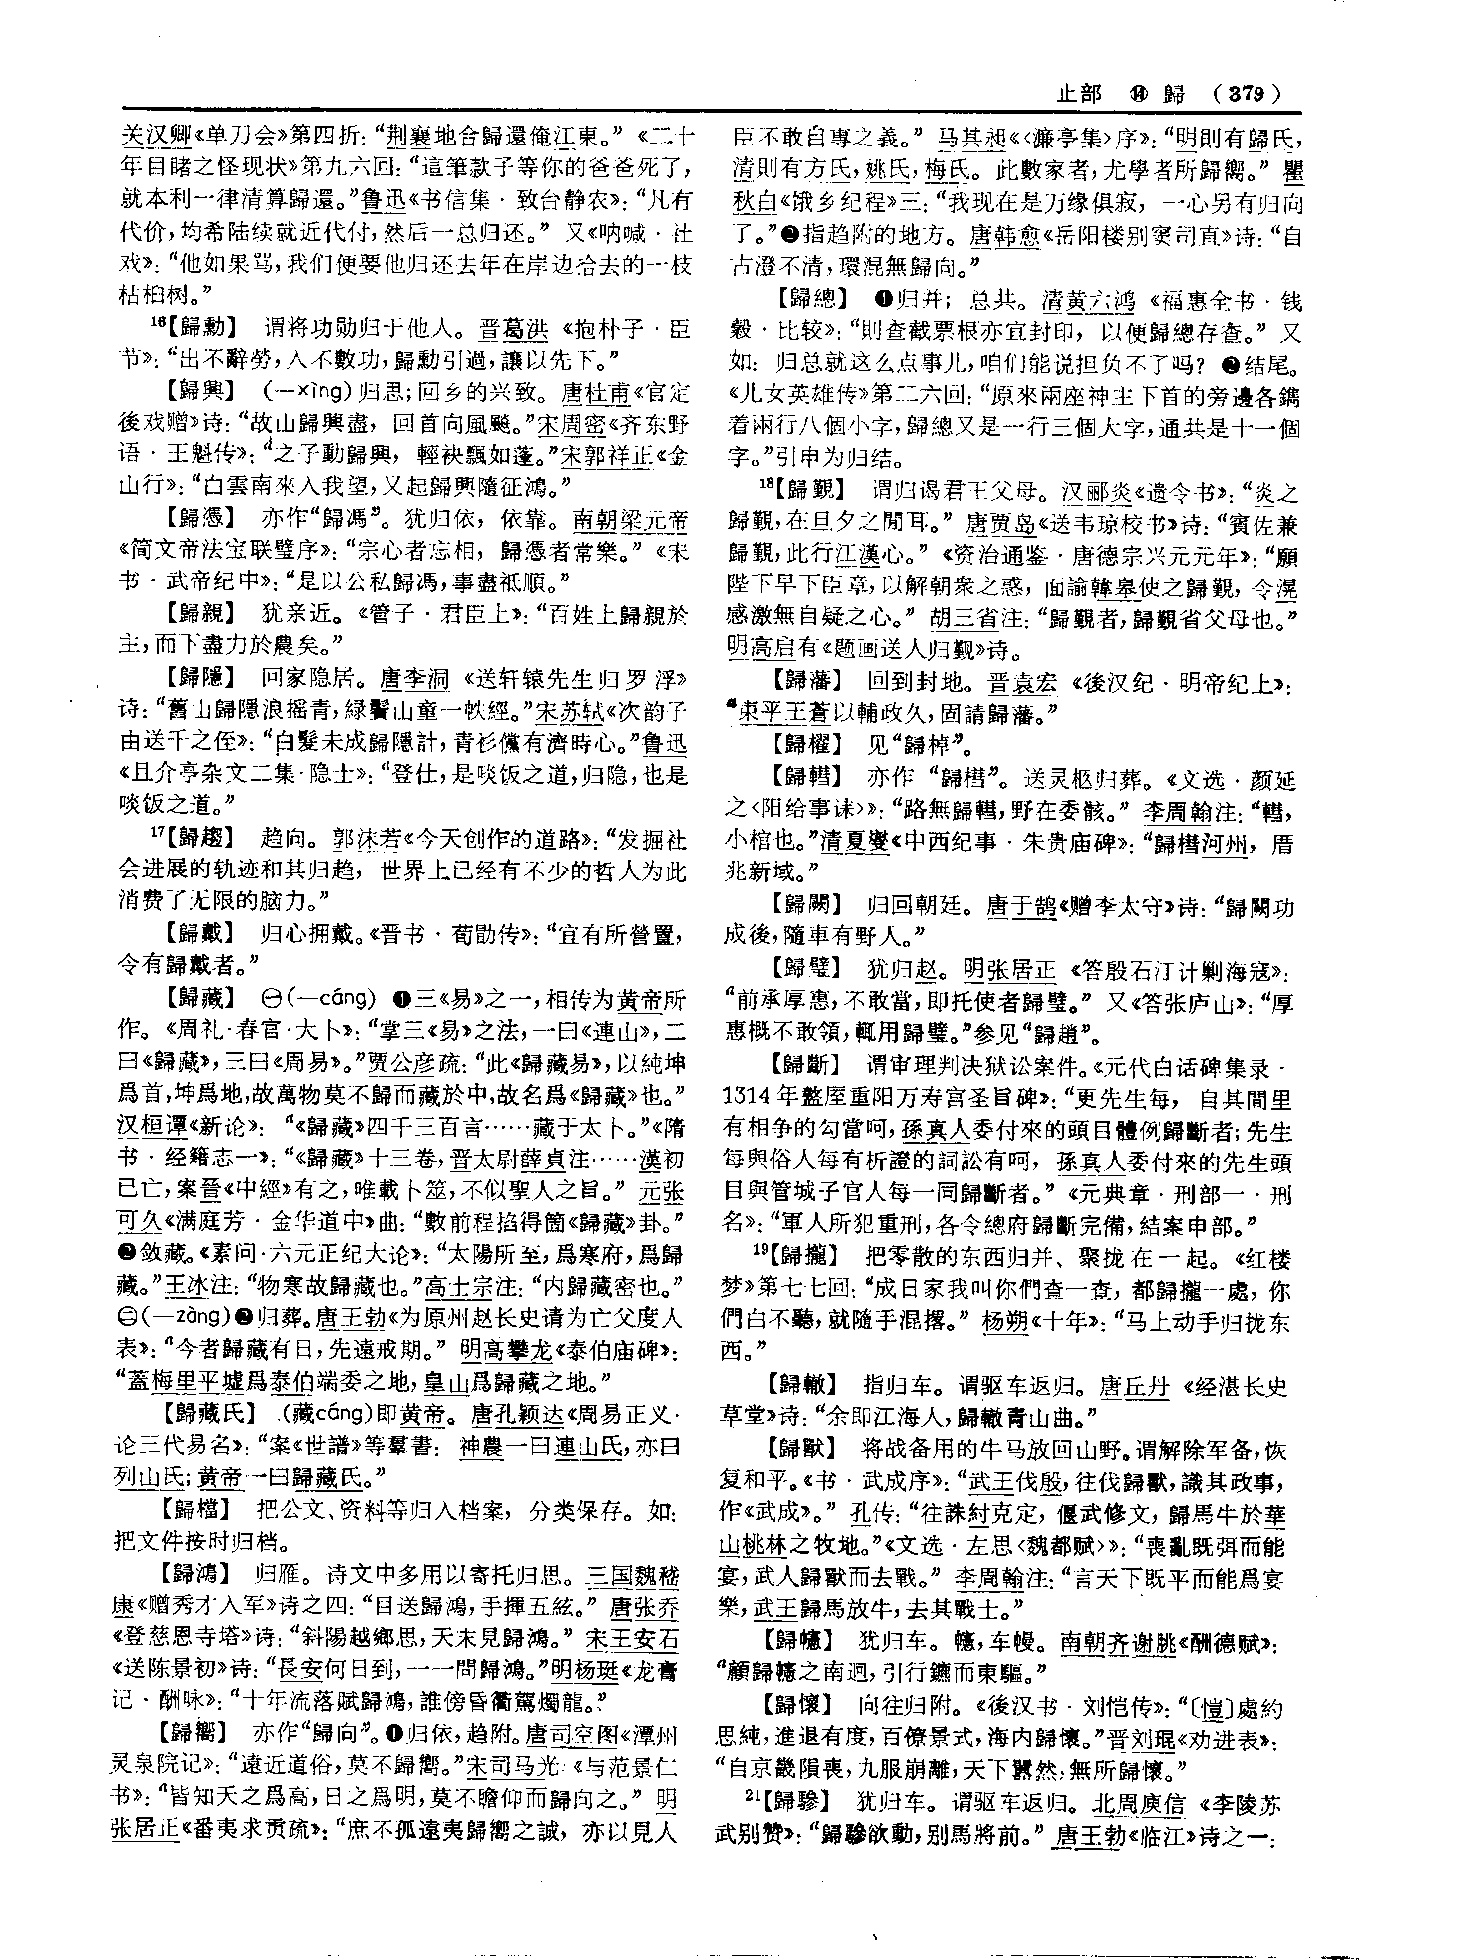 止部 ⑭ 歸 (379)
关汉卿《单刀会》第四折：“荆襄地合歸還俺江東。”《二十
年目睹之怪现状》第九六回：“這筆款子等你的爸爸死了，
就本利一律清算歸還。”鲁迅《书信集·致台静农》：“凡有
代价，均希陆续就近代付，然后一总归还。” 又《呐喊·社
戏》：“他如果骂，我们便要他归还去年在岸边拾去的一枝
枯桕树。”
16【歸勳】 谓将功勋归于他人。晋葛洪《抱朴子·臣
节》：“出不辭勞，入不數功，歸勳引過，讓以先下。”
【歸興】 (—xìng)归思；回乡的兴致。唐杜甫《官定
後戏赠》诗：“故山歸興盡，回首向風飈。”宋周密《齐东野
语·王魁传》：“之子動歸興，輕袂飄如蓬。”宋郭祥正《金
山行》：“白雲南來入我望，又起歸興隨征鴻。”
【歸憑】 亦作“歸馮”。犹归依，依靠。南朝梁元帝
《简文帝法宝联璧序》：“宗心者忘相，歸憑者常樂。”《宋
书·武帝纪中》：“是以公私歸馮，事盡祗順。”
【歸親】 犹亲近。《管子·君臣上》：“百姓上歸親於
主，而下盡力於農矣。”
【歸隱】 回家隐居。唐李洞《送轩辕先生归罗浮》
诗：“舊山歸隱浪摇青，緑鬢山童一帙經。”宋苏轼《次韵子
由送千之侄》：“白髮未成歸隱計，青衫儻有濟時心。”鲁迅
《且介亭杂文二集·隐士》：“登仕，是啖饭之道，归隐，也是
啖饭之道。”
17【歸趨】 趋向。郭沫若《今天创作的道路》：“发掘社
会进展的轨迹和其归趋，世界上已经有不少的哲人为此
消费了无限的脑力。”
【歸戴】 归心拥戴。《晋书·荀勖传》：“宜有所營置，
令有歸戴者。”
【歸藏】 ㊀(—cáng) ❶三《易》之一，相传为黄帝所
作。《周礼·春官·大卜》：“掌三《易》之法，一曰《連山》，二
曰《歸藏》，三曰《周易》。”贾公彦疏：“此《歸藏易》，以純坤
爲首，坤爲地，故萬物莫不歸而藏於中，故名爲《歸藏》也。”
汉桓谭《新论》：“《歸藏》四千三百言……藏于太卜。”《隋
书·经籍志一》：“《歸藏》十三卷，晋太尉薛貞注……漢初
已亡，案晉《中經》有之，唯載卜筮，不似聖人之旨。” 元张
可久《满庭芳·金华道中》曲：“數前程掐得箇《歸藏》卦。”
❷敛藏。《素问·六元正纪大论》：“太陽所至，爲寒府，爲歸
藏。”王冰注：“物寒故歸藏也。”高士宗注：“内歸藏密也。”
㊁(—zàng)❷归葬。唐王勃《为原州赵长史请为亡父度人
表》：“今者歸藏有日，先遠戒期。” 明高攀龙《泰伯庙碑》：
“蓋梅里平墟爲泰伯端委之地，皇山爲歸藏之地。”
【歸藏氏】 (藏cáng)即黄帝。唐孔颖达《周易正义·
论三代易名》：“案《世譜》等羣書：神農一曰連山氏，亦曰
列山氏；黄帝一曰歸藏氏。”
【歸檔】 把公文、资料等归入档案，分类保存。如：
把文件按时归档。
【歸鴻】 归雁。诗文中多用以寄托归思。三国魏嵇
康《赠秀才入军》诗之四：“目送歸鴻，手揮五絃。” 唐张乔
《登慈恩寺塔》诗：“斜陽越鄉思，天末見歸鴻。” 宋王安石
《送陈景初》诗：“長安何日到，一一問歸鴻。”明杨珽《龙膏
记·酬咏》：“十年流落賦歸鴻，誰傍昏衢駕燭龍。”
【歸嚮】 亦作“歸向”。❶归依，趋附。唐司空图《潭州
灵泉院记》：“遠近道俗，莫不歸嚮。”宋司马光《与范景仁
书》：“皆知天之爲高，日之爲明，莫不瞻仰而歸向之。” 明
张居正《番夷求贡疏》：“庶不孤遠夷歸嚮之誠，亦以見人
臣不敢自專之義。” 马其昶《〈濂亭集〉序》：“明則有歸氏，
清則有方氏，姚氏，梅氏。此數家者，尤學者所歸嚮。” 瞿
秋白《饿乡纪程》三：“我现在是万缘俱寂，一心另有归向
了。”❷指趋附的地方。唐韩愈《岳阳楼别窦司直》诗：“自
古澄不清，環混無歸向。”
【歸總】 ❶归并；总共。清黄六鸿《福惠全书·钱
穀·比较》：“則查截票根亦宜封印，以便歸總存查。” 又
如：归总就这么点事儿，咱们能说担负不了吗？❷结尾。
《儿女英雄传》第二六回：“原來兩座神主下首的旁邊各鐫
着兩行八個小字，歸總又是一行三個大字，通共是十一個
字。”引申为归结。
18【歸覲】 谓归谒君王父母。汉郦炎《遗令书》：“炎之
歸覲，在旦夕之間耳。” 唐贾岛《送韦琼校书》诗：“賓佐兼
歸覲，此行江漢心。”《资治通鉴·唐德宗兴元元年》：“願
陛下早下臣章，以解朝衆之惑，面諭韓皋使之歸覲，令滉
感激無自疑之心。” 胡三省注：“歸覲者，歸覲省父母也。”
明高启有《题画送人归觐》诗。
【歸藩】 回到封地。晋袁宏《後汉纪·明帝纪上》：
“東平王蒼以輔政久，固請歸藩。”
【歸櫂】 见“歸棹”。
【歸轊】 亦作“歸槥”。送灵柩归葬。《文选·颜延
之〈阳给事诔〉》：“路無歸轊，野在委骸。” 李周翰注：“轊，
小棺也。”清夏燮《中西纪事·朱贵庙碑》：“歸槥河州，厝
兆新域。”
【歸闕】 归回朝廷。唐于鹄《赠李太守》诗：“歸闕功
成後，隨車有野人。”
【歸璧】 犹归赵。明张居正《答殷石汀计剿海寇》：
“前承厚惠，不敢當，即托使者歸璧。” 又《答张庐山》：“厚
惠概不敢領，輒用歸璧。”参见“歸趙”。
【歸斷】 谓审理判决狱讼案件。《元代白话碑集录·
1314年盩厔重阳万寿宫圣旨碑》：“更先生每，自其間里
有相争的勾當呵，孫真人委付來的頭目體例歸斷者；先生
每與俗人每有折證的詞訟有呵，孫真人委付來的先生頭
目與管城子官人每一同歸斷者。”《元典章·刑部一·刑
名》：“軍人所犯重刑，各令總府歸斷完備，結案申部。”
19【歸攏】 把零散的东西归并、聚拢在一起。《红楼
梦》第七七回：“成日家我叫你們查一查，都歸攏一處，你
們白不聽，就隨手混撂。” 杨朔《十年》：“马上动手归拢东
西。”
【歸轍】 指归车。谓驱车返归。唐丘丹《经湛长史
草堂》诗：“余即江海人，歸轍青山曲。”
【歸獸】 将战备用的牛马放回山野。谓解除军备，恢
复和平。《书·武成序》：“武王伐殷，往伐歸獸，識其政事，
作《武成》。” 孔传：“往誅紂克定，偃武修文，歸馬牛於華
山桃林之牧地。”《文选·左思〈魏都赋〉》：“喪亂既弭而能
宴，武人歸獸而去戰。” 李周翰注：“言天下既平而能爲宴
樂，武王歸馬放牛，去其戰士。”
【歸幰】 犹归车。幰，车幔。南朝齐谢朓《酬德赋》：
“顧歸幰之南迴，引行鑣而東驅。”
【歸懷】 向往归附。《後汉书·刘恺传》：“〔愷〕處約
思純，進退有度，百僚景式，海内歸懷。”晋刘琨《劝进表》：
“自京畿隕喪，九服崩離，天下囂然，無所歸懷。”
21【歸驂】 犹归车。谓驱车返归。北周庾信《李陵苏
武别赞》：“歸驂欲動，别馬將前。” 唐王勃《临江》诗之一：